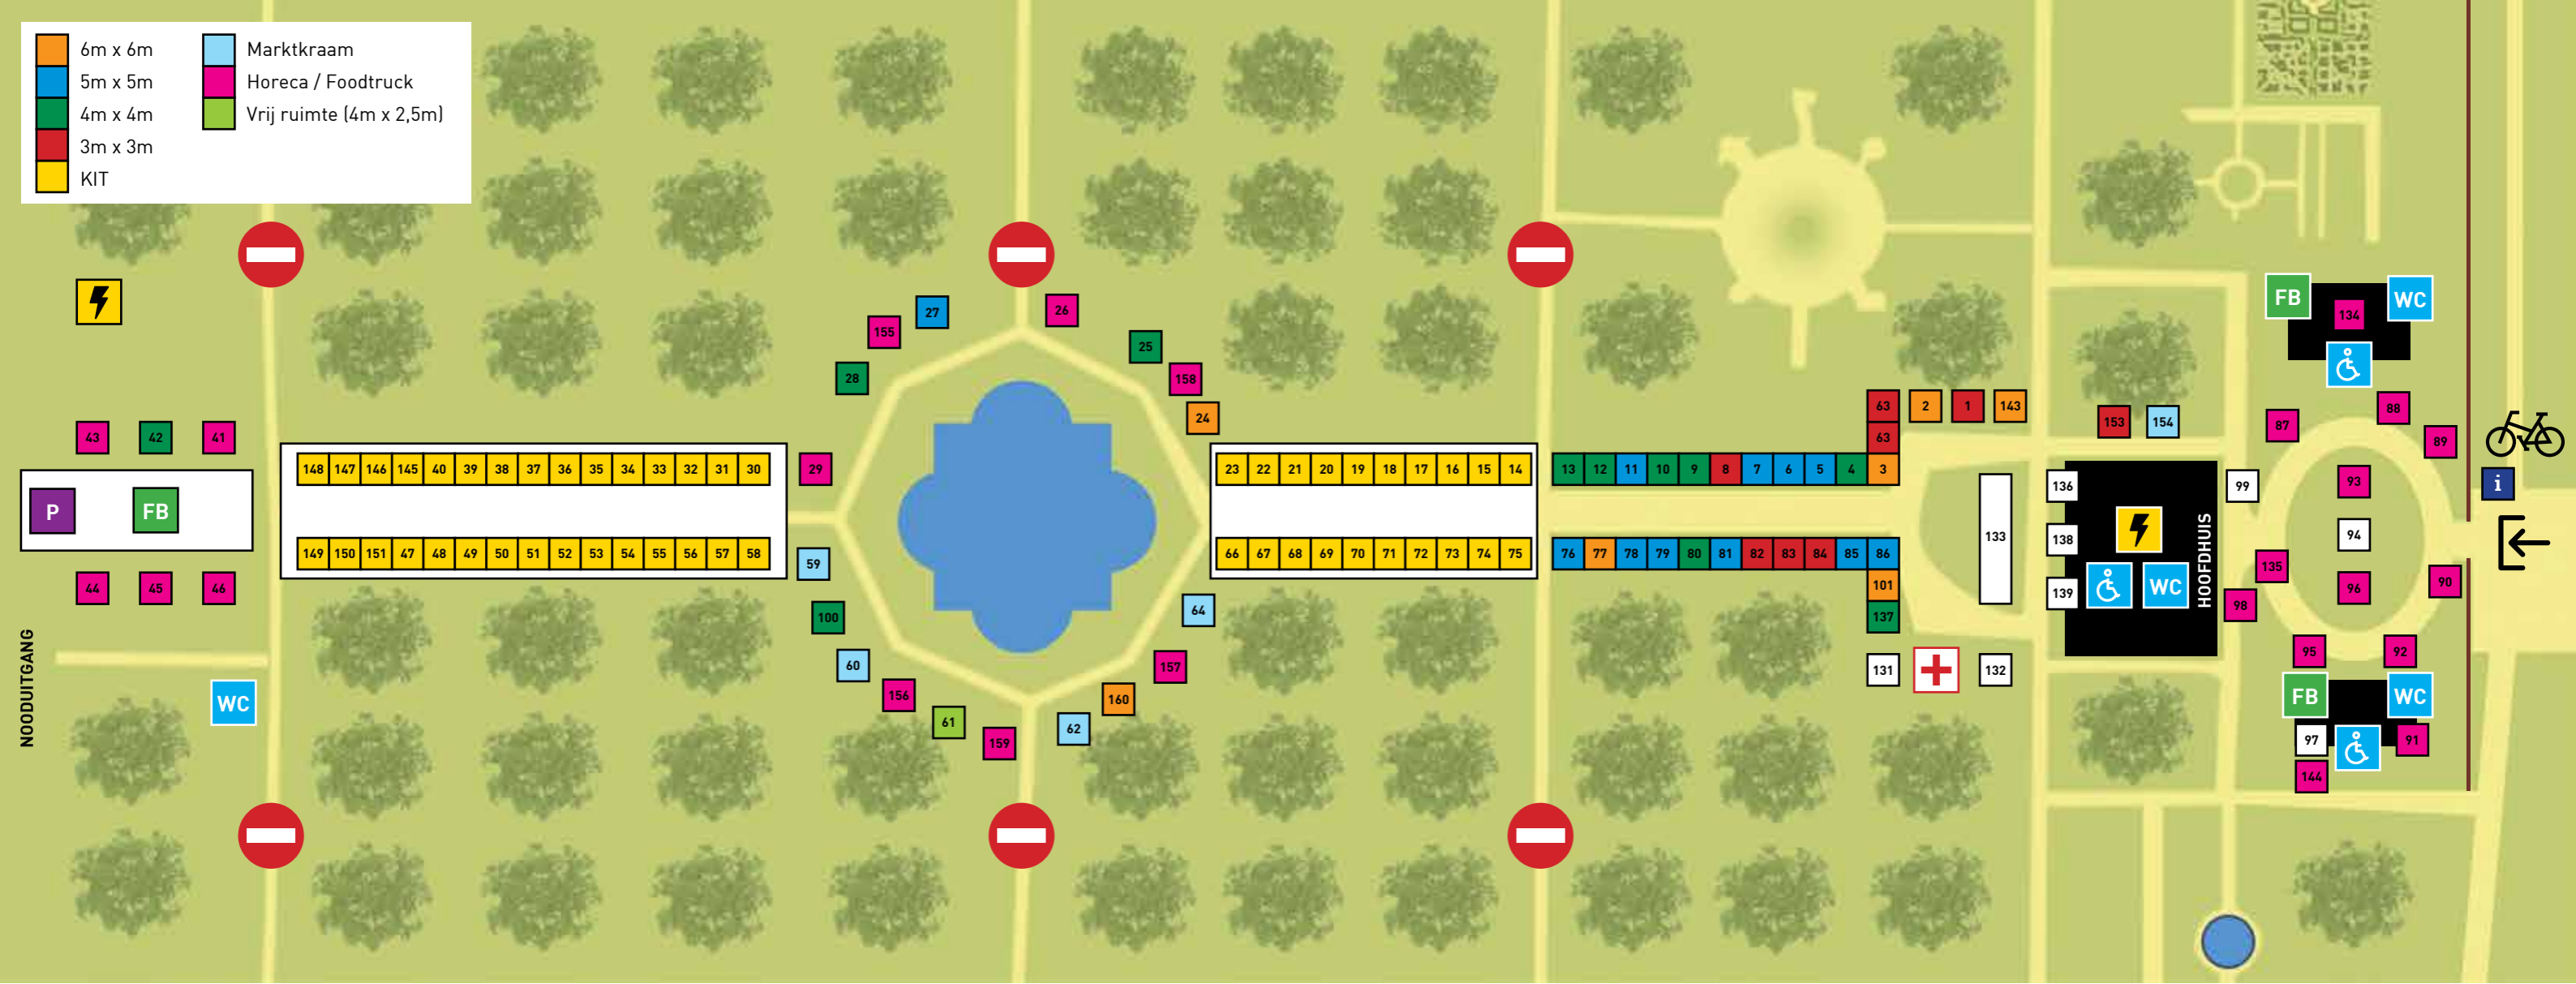 6m x 6m
5m x 5m
4m x 4m
3m x 3m
KIT
Marktkraam
Horeca / Foodtruck
Vrij ruimte (4m x 2,5m)
27
26
155
25
28
158
24
43
42
41
P
FB
44
45
46
NOODUITGANG
WC
148 147 146 145 40 39 38 37 36 35 34 33 32 31 30
149 150 151 47 48 49 50 51 52 53 54 55 56 57 58
29
59
100
60
156
61
159
62
160
157
64
23 22 21 20 19 18 17 16 15 14
66 67 68 69 70 71 72 73 74 75
63 2 1 143
63
13 12 11 10 9 8 7 6 5 4 3
76 77 78 79 80 81 82 83 84 85 86
101
137
131
132
133
153
154
136
138
139
WC
HOOFDHUIS
99
FB
134
WC
87
88
89
93
94
135
96
90
98
95
92
FB
WC
97
91
144
i